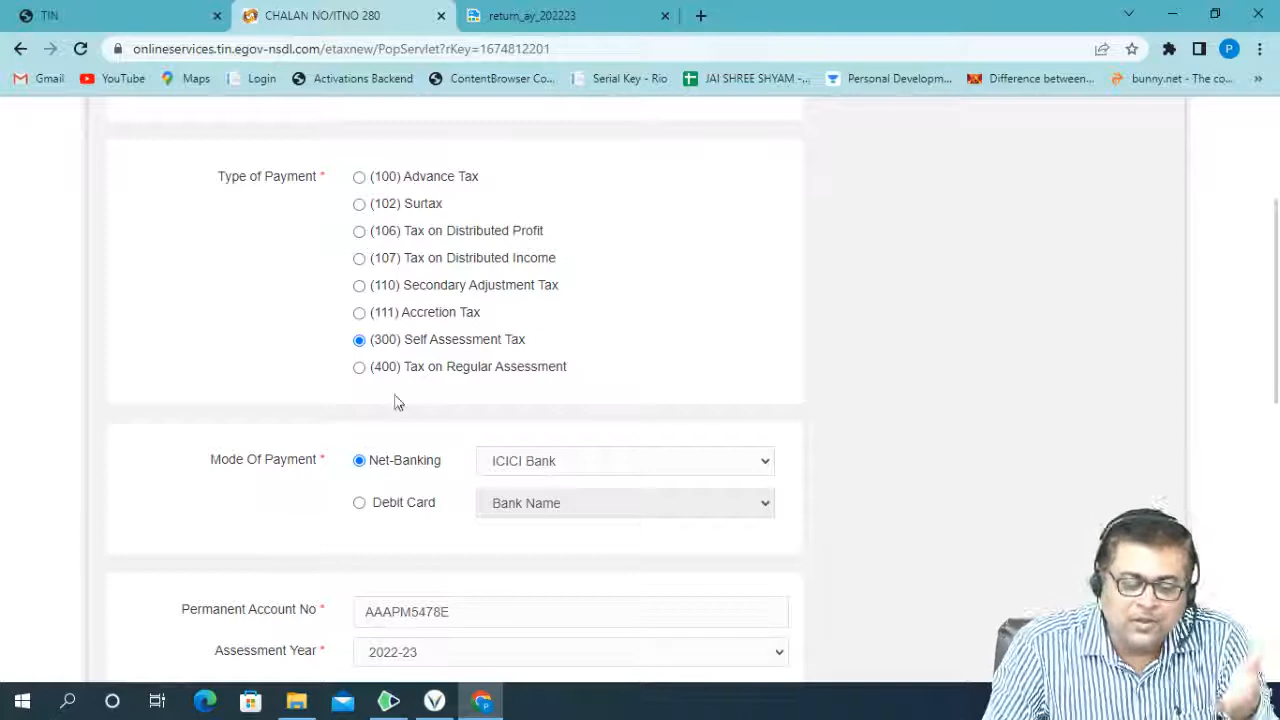 TIN
CHALAN NO/ITNO 280
return_ay_202223
onlineservices.tin.egov-nsdl.com/etaxnew/PopServlet?rKey=1674812201
P
Gmail
YouTube
Maps
Login
Activations Backend
ContentBrowser Co...
Serial Key - Rio
JAI SHREE SHYAM -...
Personal Developm...
Difference between...
bunny.net - The co...
»
Type of Payment *
(100) Advance Tax
(102) Surtax
(106) Tax on Distributed Profit
(107) Tax on Distributed Income
(110) Secondary Adjustment Tax
(111) Accretion Tax
(300) Self Assessment Tax
(400) Tax on Regular Assessment
Mode Of Payment *
Net-Banking
ICICI Bank
Debit Card
Bank Name
Permanent Account No *
AAAPM5478E
Assessment Year *
2022-23